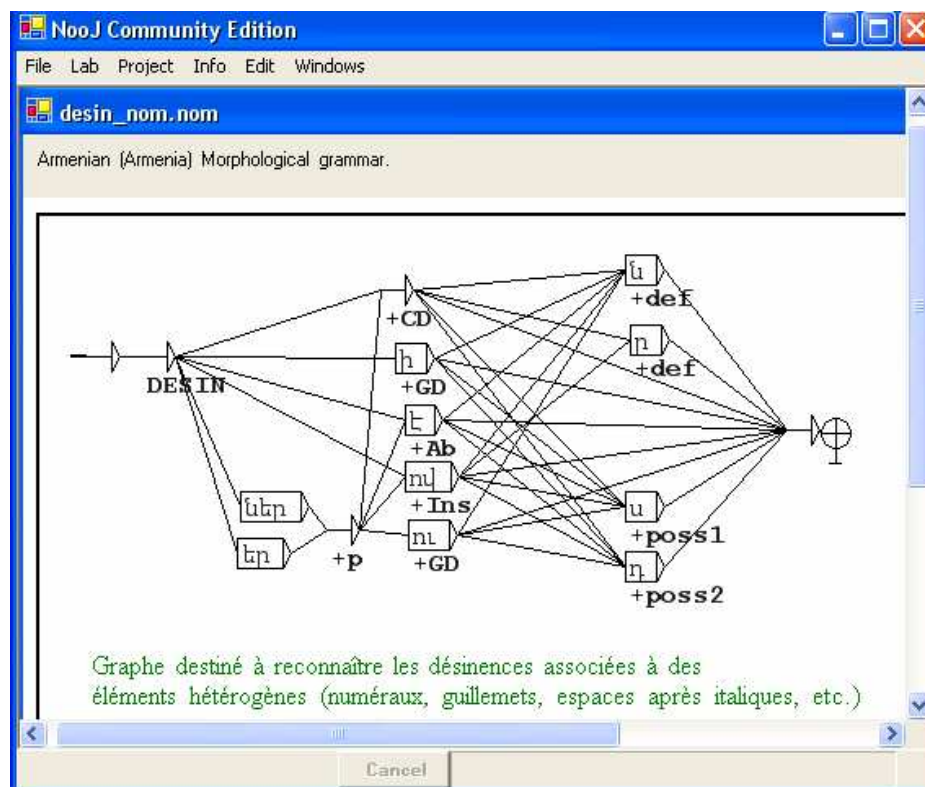 NooJ Community Edition
File Lab Project Info Edit Windows
desin_nom.nom
Armenian (Armenia) Morphological grammar.
ն
+def
+CD
ը
+def
ի
+GD
DESIN
է
+Ab
ով
+Ins
ներ
եր
+p
ու
+GD
ս
+poss1
դ
+poss2
Graphe destiné à reconnaître les désinences associées à des
éléments hétérogènes (numéraux, guillemets, espaces après italiques, etc.)
Cancel